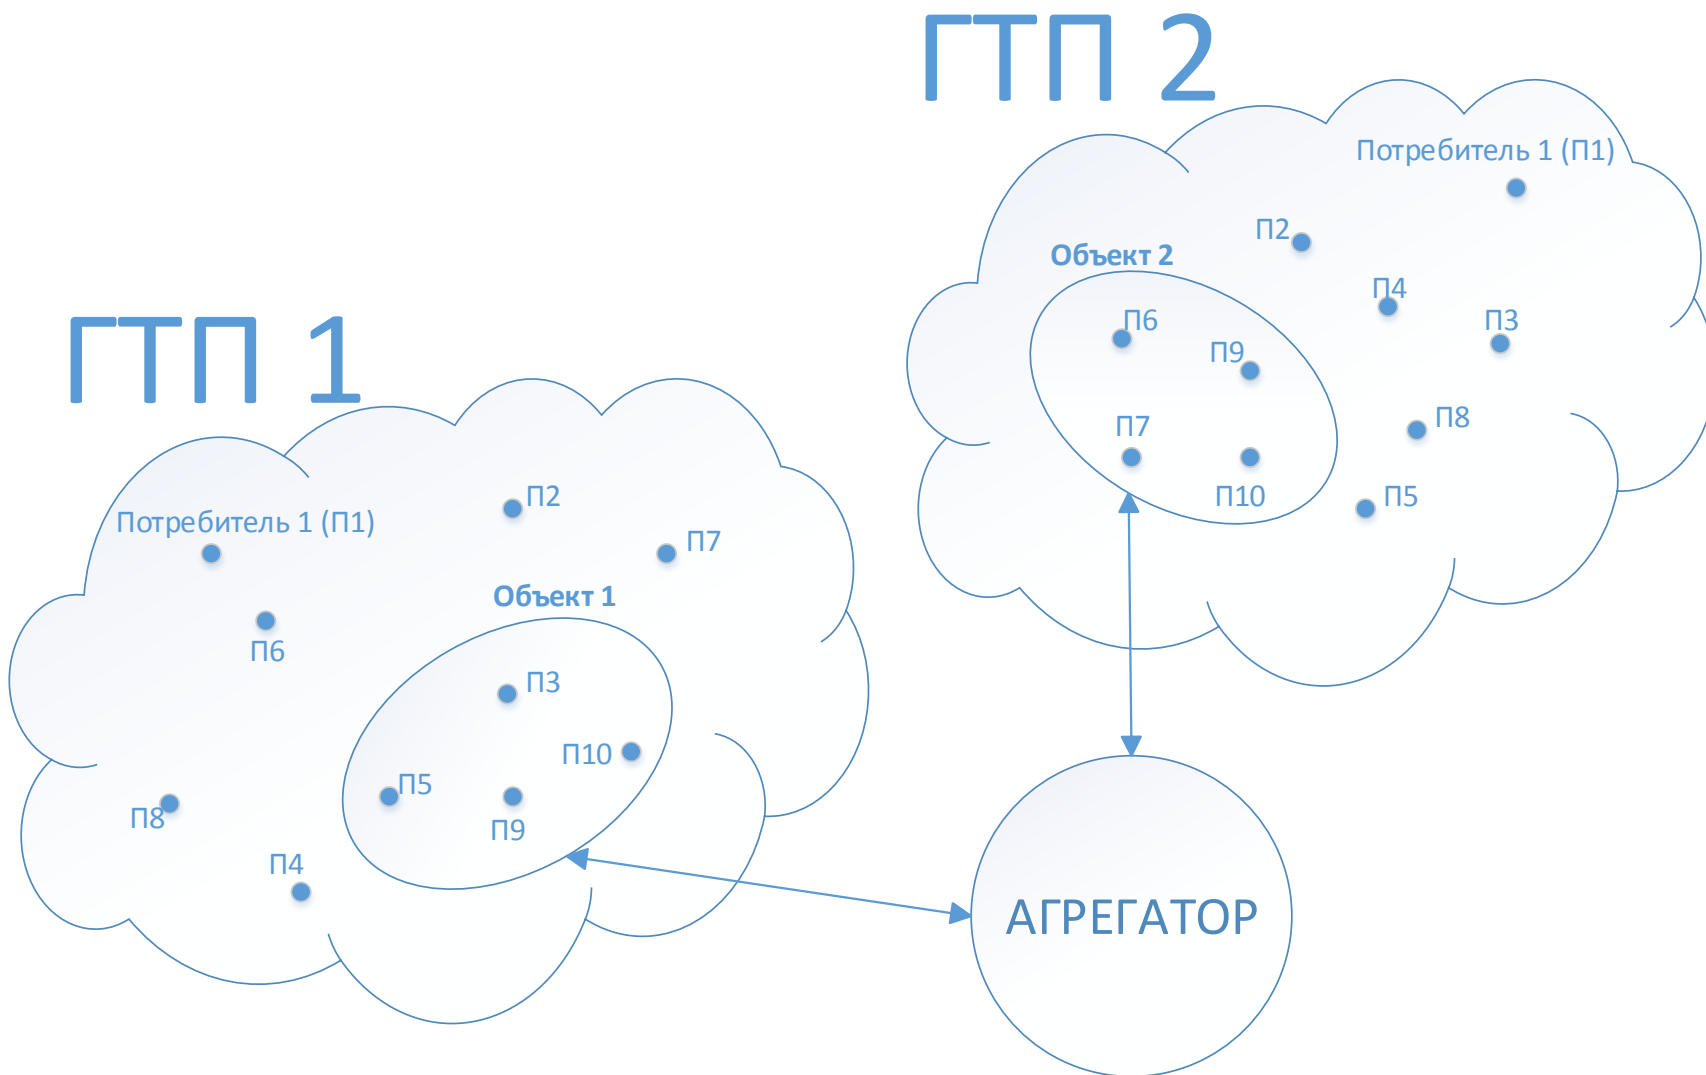 ГТП 2
Потребитель 1 (П1)
П2
Объект 2
П4
П6
П3
П9
П8
П7
П10
П5
ГТП 1
П2
Потребитель 1 (П1)
П7
Объект 1
П6
П3
П10
П5
П8
П9
П4
АГРЕГАТОР